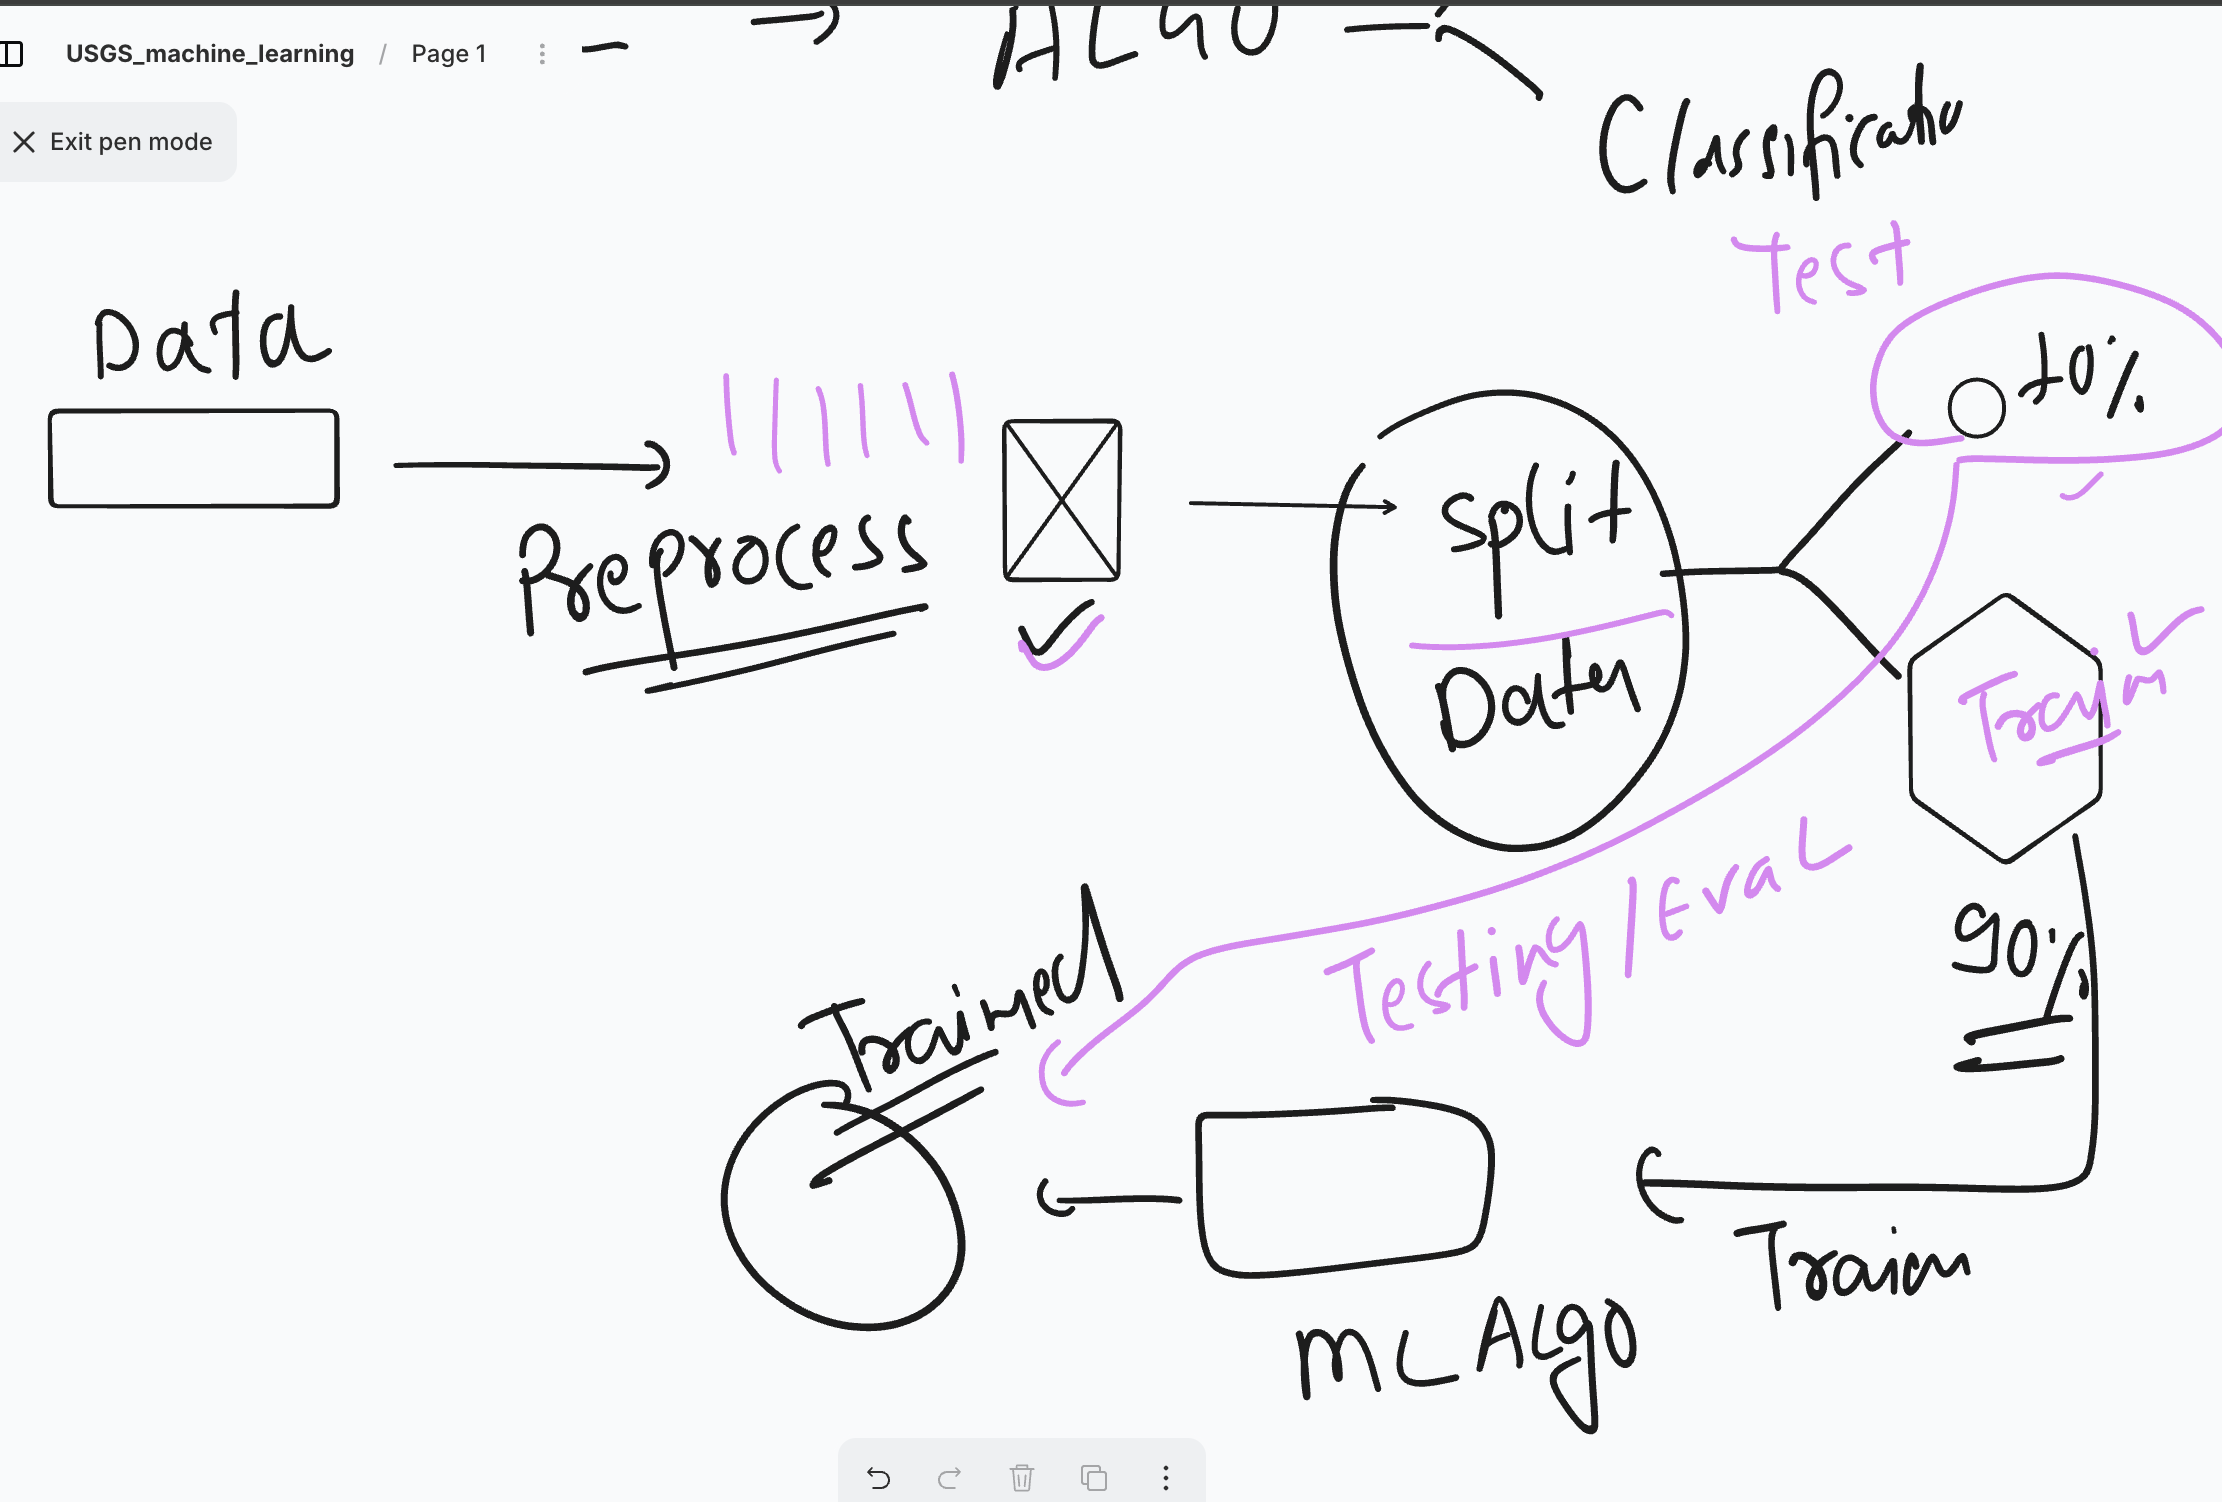 ALGO
USGS_machine_learning / Page 1
Exit pen mode
Classificatio
Test
Data
10%
Preprocess
Split
Data
Train
90%
Testing/Eval
Trained
Train
ML ALgo